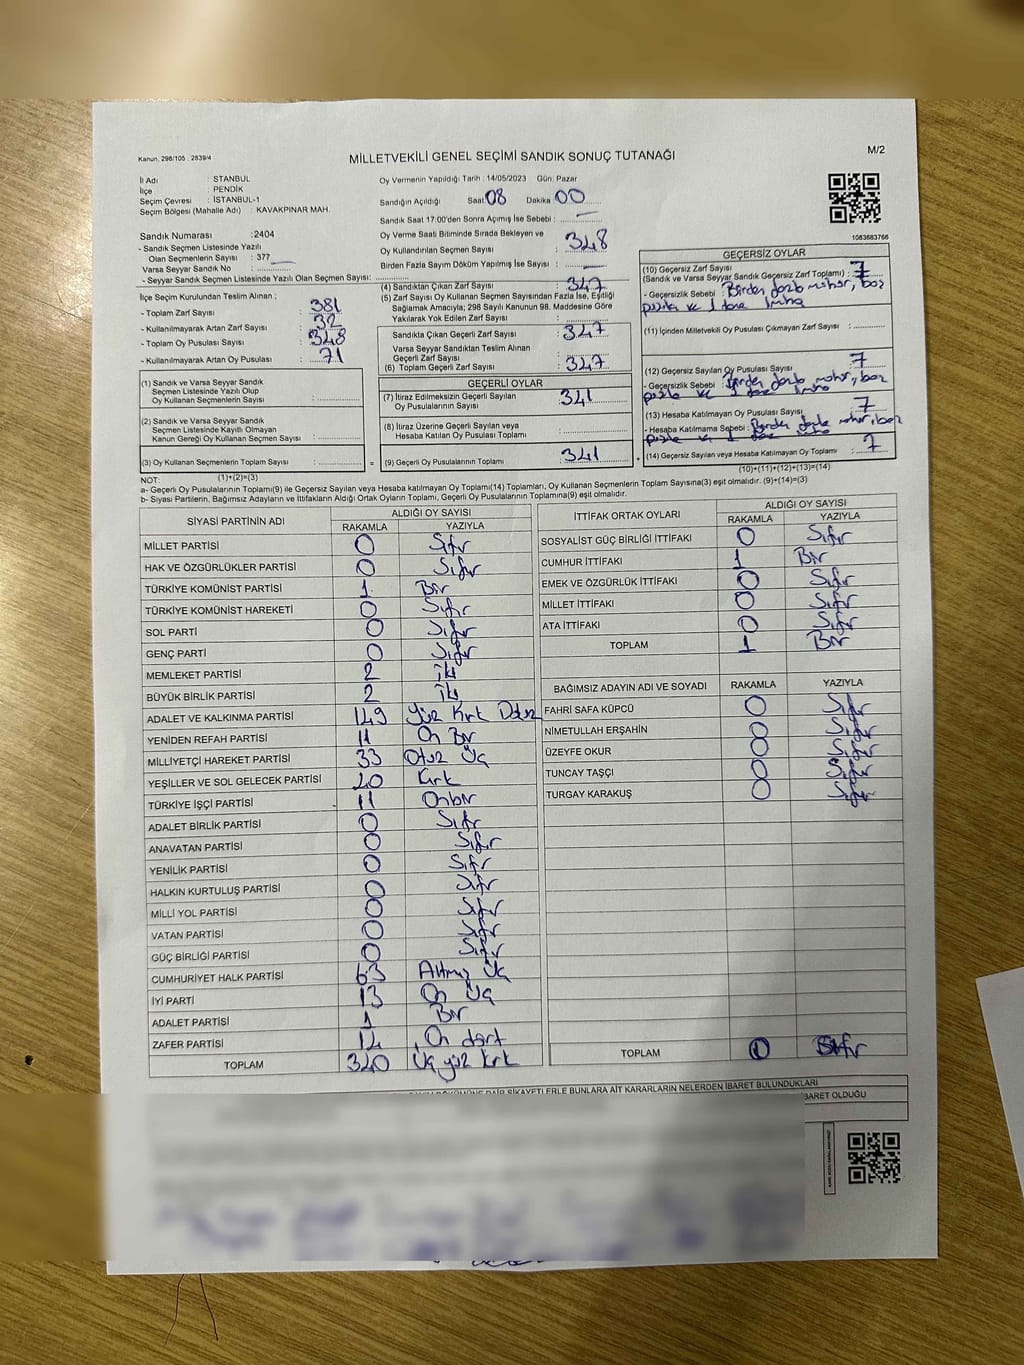 Kanun. 298/105 . 2839/4
MİLLETVEKİLİ GENEL SEÇİMİ SANDIK SONUÇ TUTANAĞI
M/2
İl Adı : STANBUL
İlçe : PENDİK
Seçim Çevresi : İSTANBUL-1
Seçim Bölgesi (Mahalle Adı) : KAVAKPINAR MAH.
Oy Vermenin Yapıldığı Tarih : 14/05/2023 Gün: Pazar
Sandığın Açıldığı Saat 08 Dakika 00
Sandık Saat 17.00'den Sonra Açılmış İse Sebebi :
Oy Verme Saati Bitiminde Sırada Bekleyen ve
Oy Kullandırılan Seçmen Sayısı : 348
Birden Fazla Sayım Döküm Yapılmış İse Sayısı :
1083683766
Sandık Numarası :2404
- Sandık Seçmen Listesinde Yazılı
Olan Seçmenlerin Sayısı : 377
Varsa Seyyar Sandık No :
- Seyyar Sandık Seçmen Listesinde Yazılı Olan Seçmen Sayısı:
İlçe Seçim Kurulundan Teslim Alınan ;
- Toplam Zarf Sayısı : 381
- Kullanılmayarak Artan Zarf Sayısı : 32
- Toplam Oy Pusulası Sayısı : 348
- Kullanılmayarak Artan Oy Pusulası : 71
(1) Sandık ve Varsa Seyyar Sandık
Seçmen Listesinde Yazılı Olup
Oy Kullanan Seçmenlerin Sayısı :
(2) Sandık ve Varsa Seyyar Sandık
Seçmen Listesinde Kayıtlı Olmayan
Kanun Gereği Oy Kullanan Seçmen Sayısı :
(3) Oy Kullanan Seçmenlerin Toplam Sayısı : =
(4) Sandıktan Çıkan Zarf Sayısı : 347
(5) Zarf Sayısı Oy Kullanan Seçmen Sayısından Fazla İse, Eşitliği
Sağlamak Amacıyla; 298 Sayılı Kanunun 98. Maddesine Göre
Yakılarak Yok Edilen Zarf Sayısı :
Sandıkta Çıkan Geçerli Zarf Sayısı : 347
Varsa Seyyar Sandıktan Teslim Alınan
Geçerli Zarf Sayısı :
(6) Toplam Geçerli Zarf Sayısı : 347
GEÇERLİ OYLAR
(7) İtiraz Edilmeksizin Geçerli Sayılan
Oy Pusulalarının Sayısı : 341
(8) İtiraz Üzerine Geçerli Sayılan veya
Hesaba Katılan Oy Pusulası Toplamı :
(9) Geçerli Oy Pusulalarının Toplamı : 341 +
GEÇERSİZ OYLAR
(10) Geçersiz Zarf Sayısı
(Sandık ve Varsa Seyyar Sandık Geçersiz Zarf Toplamı) : 7
- Geçersizlik Sebebi : Birden fazla mühür, boş
pusula ve 1 tane imha
(11) İçinden Milletvekili Oy Pusulası Çıkmayan Zarf Sayısı :
(12) Geçersiz Sayılan Oy Pusulası Sayısı : 7
- Geçersizlik Sebebi : Birden fazla mühür, boş
pusula ve 1 tane imha
(13) Hesaba Katılmayan Oy Pusulası Sayısı : 7
- Hesaba Katılmama Sebebi : Birden fazla mühür, boş
pusula ve 1 tane imha
(14) Geçersiz Sayılan veya Hesaba Katılmayan Oy Toplamı : 7
NOT: (1)+(2)=(3)
(10)+(11)+(12)+(13)=(14)
a- Geçerli Oy Pusulaları Toplamı(9) ile Geçersiz Sayılan veya Hesaba katılmayan Oy Toplamı(14) Toplamları, Oy Kullanan Seçmenlerin Toplam Sayısına(3) eşit olmalıdır. (9)+(14)=(3)
b- Siyasi Partilerin, Bağımsız Adayların ve İttifakların Aldığı Ortak Oyların Toplamı, Geçerli Oy Pusulalarının Toplamına(9) eşit olmalıdır.
SİYASİ PARTİNİN ADI ALDIĞI OY SAYISI
RAKAMLA YAZIYLA
MİLLET PARTİSİ 0 Sıfır
HAK VE ÖZGÜRLÜKLER PARTİSİ 0 Sıfır
TÜRKİYE KOMÜNİST PARTİSİ 1 Bir
TÜRKİYE KOMÜNİST HAREKETİ 0 Sıfır
SOL PARTİ 0 Sıfır
GENÇ PARTİ 0 Sıfır
MEMLEKET PARTİSİ 2 İki
BÜYÜK BİRLİK PARTİSİ 2 İki
ADALET VE KALKINMA PARTİSİ 149 Yüz Kırk Dokuz
YENİDEN REFAH PARTİSİ 11 On Bir
MİLLİYETÇİ HAREKET PARTİSİ 33 Otuz Üç
YEŞİLLER VE SOL GELECEK PARTİSİ 40 Kırk
TÜRKİYE İŞÇİ PARTİSİ 11 Onbir
ADALET BİRLİK PARTİSİ 0 Sıfır
ANAVATAN PARTİSİ 0 Sıfır
YENİLİK PARTİSİ 0 Sıfır
HALKIN KURTULUŞ PARTİSİ 0 Sıfır
MİLLİ YOL PARTİSİ 0 Sıfır
VATAN PARTİSİ 0 Sıfır
GÜÇ BİRLİĞİ PARTİSİ 0 Sıfır
CUMHURİYET HALK PARTİSİ 63 Altmış Üç
İYİ PARTİ 13 On Üç
ADALET PARTİSİ 1 Bir
ZAFER PARTİSİ 14 On dört
TOPLAM 340 Üç yüz kırk
İTTİFAK ORTAK OYLARI ALDIĞI OY SAYISI
RAKAMLA YAZIYLA
SOSYALİST GÜÇ BİRLİĞİ İTTİFAKI 0 Sıfır
CUMHUR İTTİFAKI 1 Bir
EMEK VE ÖZGÜRLÜK İTTİFAKI 0 Sıfır
MİLLET İTTİFAKI 0 Sıfır
ATA İTTİFAKI 0 Sıfır
TOPLAM 1 Bir
BAĞIMSIZ ADAYIN ADI VE SOYADI RAKAMLA YAZIYLA
FAHRİ SAFA KÜPCÜ 0 Sıfır
NİMETULLAH ERŞAHİN 0 Sıfır
ÜZEYFE OKUR 0 Sıfır
TUNCAY TAŞÇI 0 Sıfır
TURGAY KARAKUŞ 0 Sıfır
TOPLAM 0 Sıfır
DÖKÜMÜNE DAİR ŞİKAYETLERLE BUNLARA AİT KARARLARIN NELERDEN İBARET BULUNDUKLARI
BARET OLDUĞU